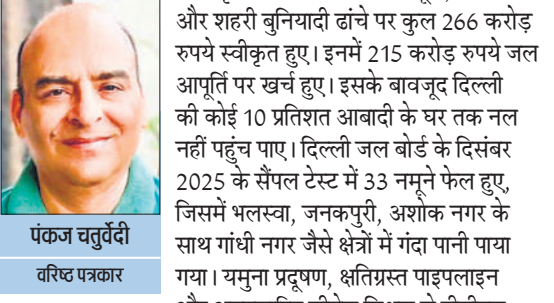 और शहरी बुनियादी ढांचे पर कुल 266 करोड़
रुपये स्वीकृत हुए। इनमें 215 करोड़ रुपये जल
आपूर्ति पर खर्च हुए। इसके बावजूद दिल्ली
की कोई 10 प्रतिशत आबादी के घर तक नल
नहीं पहुंच पाए। दिल्ली जल बोर्ड के दिसंबर
2025 के सैंपल टेस्ट में 33 नमूने फेल हुए,
जिसमें भलस्वा, जनकपुरी, अशोक नगर के
साथ गांधी नगर जैसे क्षेत्रों में गंदा पानी पाया
गया। यमुना प्रदूषण, क्षतिग्रस्त पाइपलाइन
पंकज चतुर्वेदी
वरिष्ठ पत्रकार